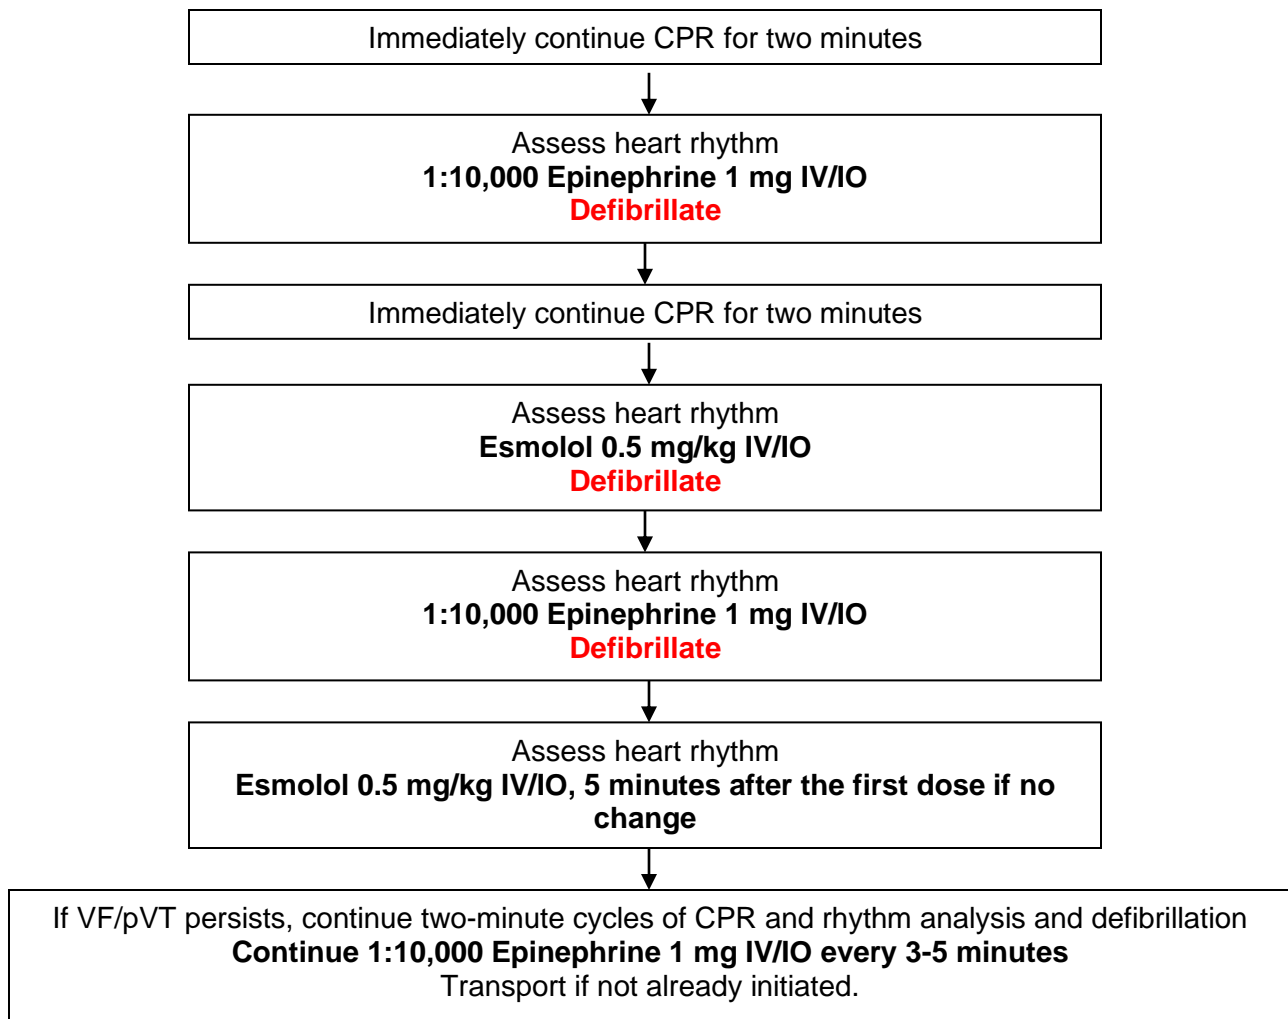 Immediately continue CPR for two minutes
Assess heart rhythm
1:10,000 Epinephrine 1 mg IV/IO
Defibrillate
Immediately continue CPR for two minutes
Assess heart rhythm
Esmolol 0.5 mg/kg IV/IO
Defibrillate
Assess heart rhythm
1:10,000 Epinephrine 1 mg IV/IO
Defibrillate
Assess heart rhythm
Esmolol 0.5 mg/kg IV/IO, 5 minutes after the first dose if no
change
If VF/pVT persists, continue two-minute cycles of CPR and rhythm analysis and defibrillation
Continue 1:10,000 Epinephrine 1 mg IV/IO every 3-5 minutes
Transport if not already initiated.